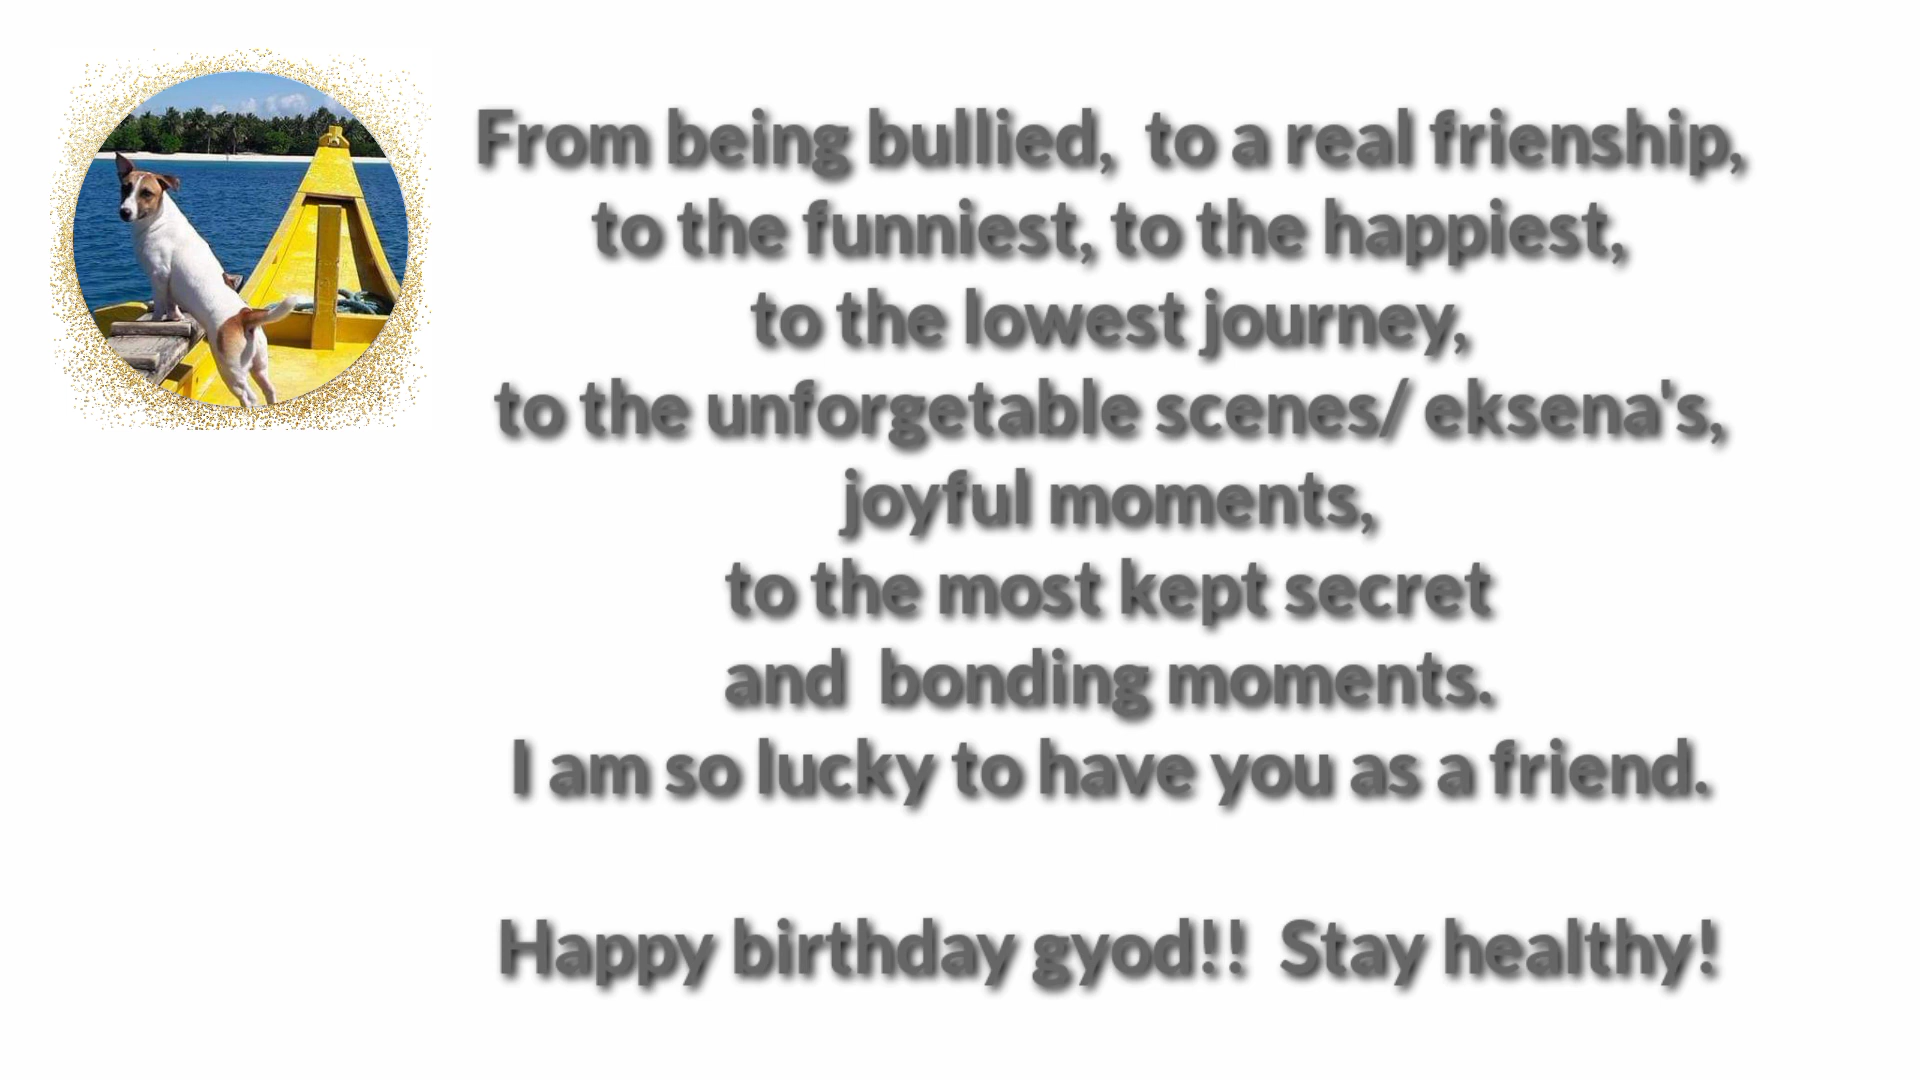 From being bullied,  to a real frienship,
to the funniest, to the happiest,
to the lowest journey,
to the unforgetable scenes/ eksena's,
joyful moments,
to the most kept secret
and  bonding moments.
I am so lucky to have you as a friend.
Happy birthday gyod!!  Stay healthy!